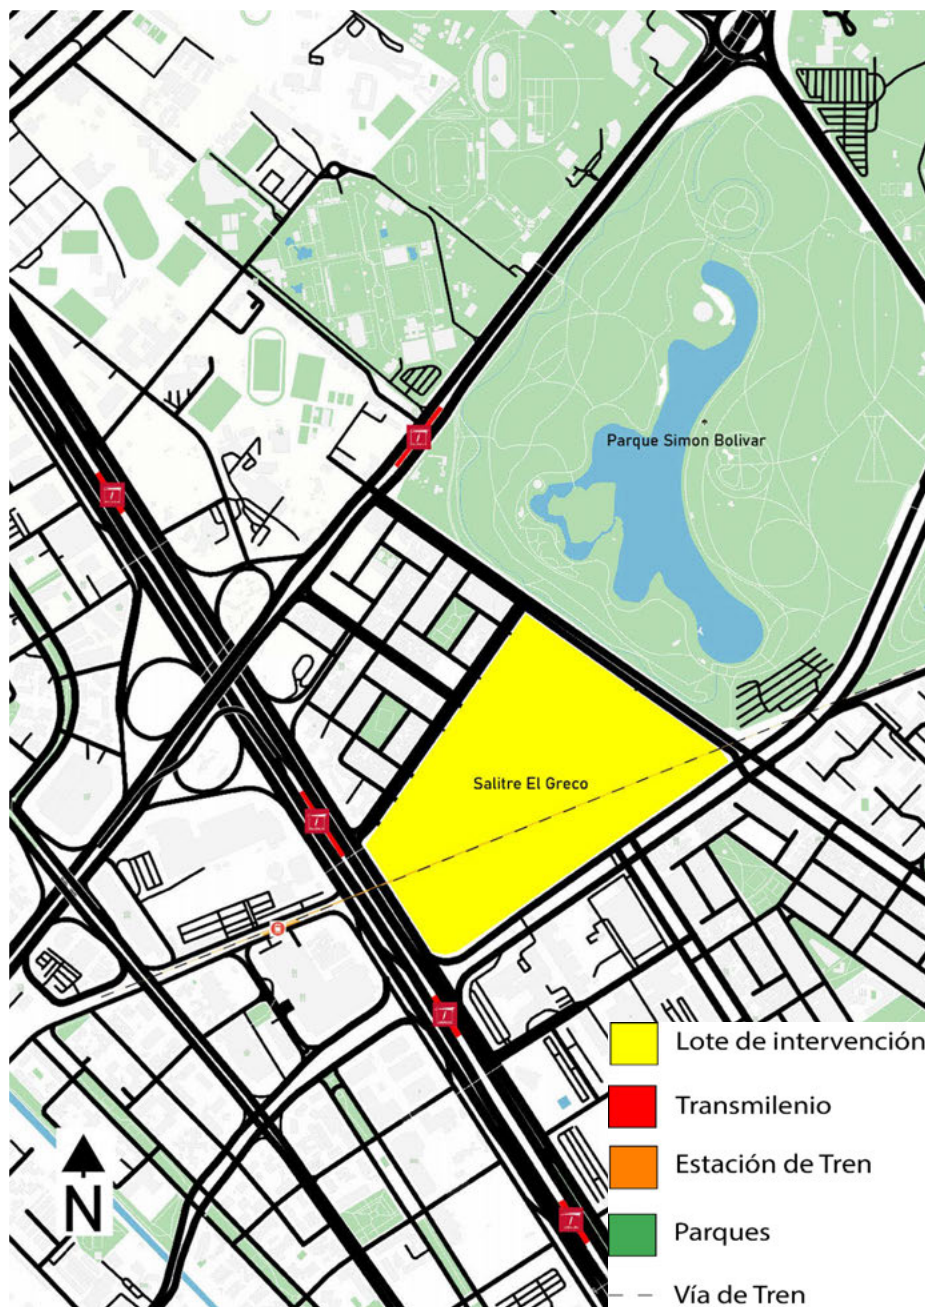 Parque Simon Bolivar
Salitre El Greco
Lote de intervención
Transmilenio
Estación de Tren
Parques
Vía de Tren
N